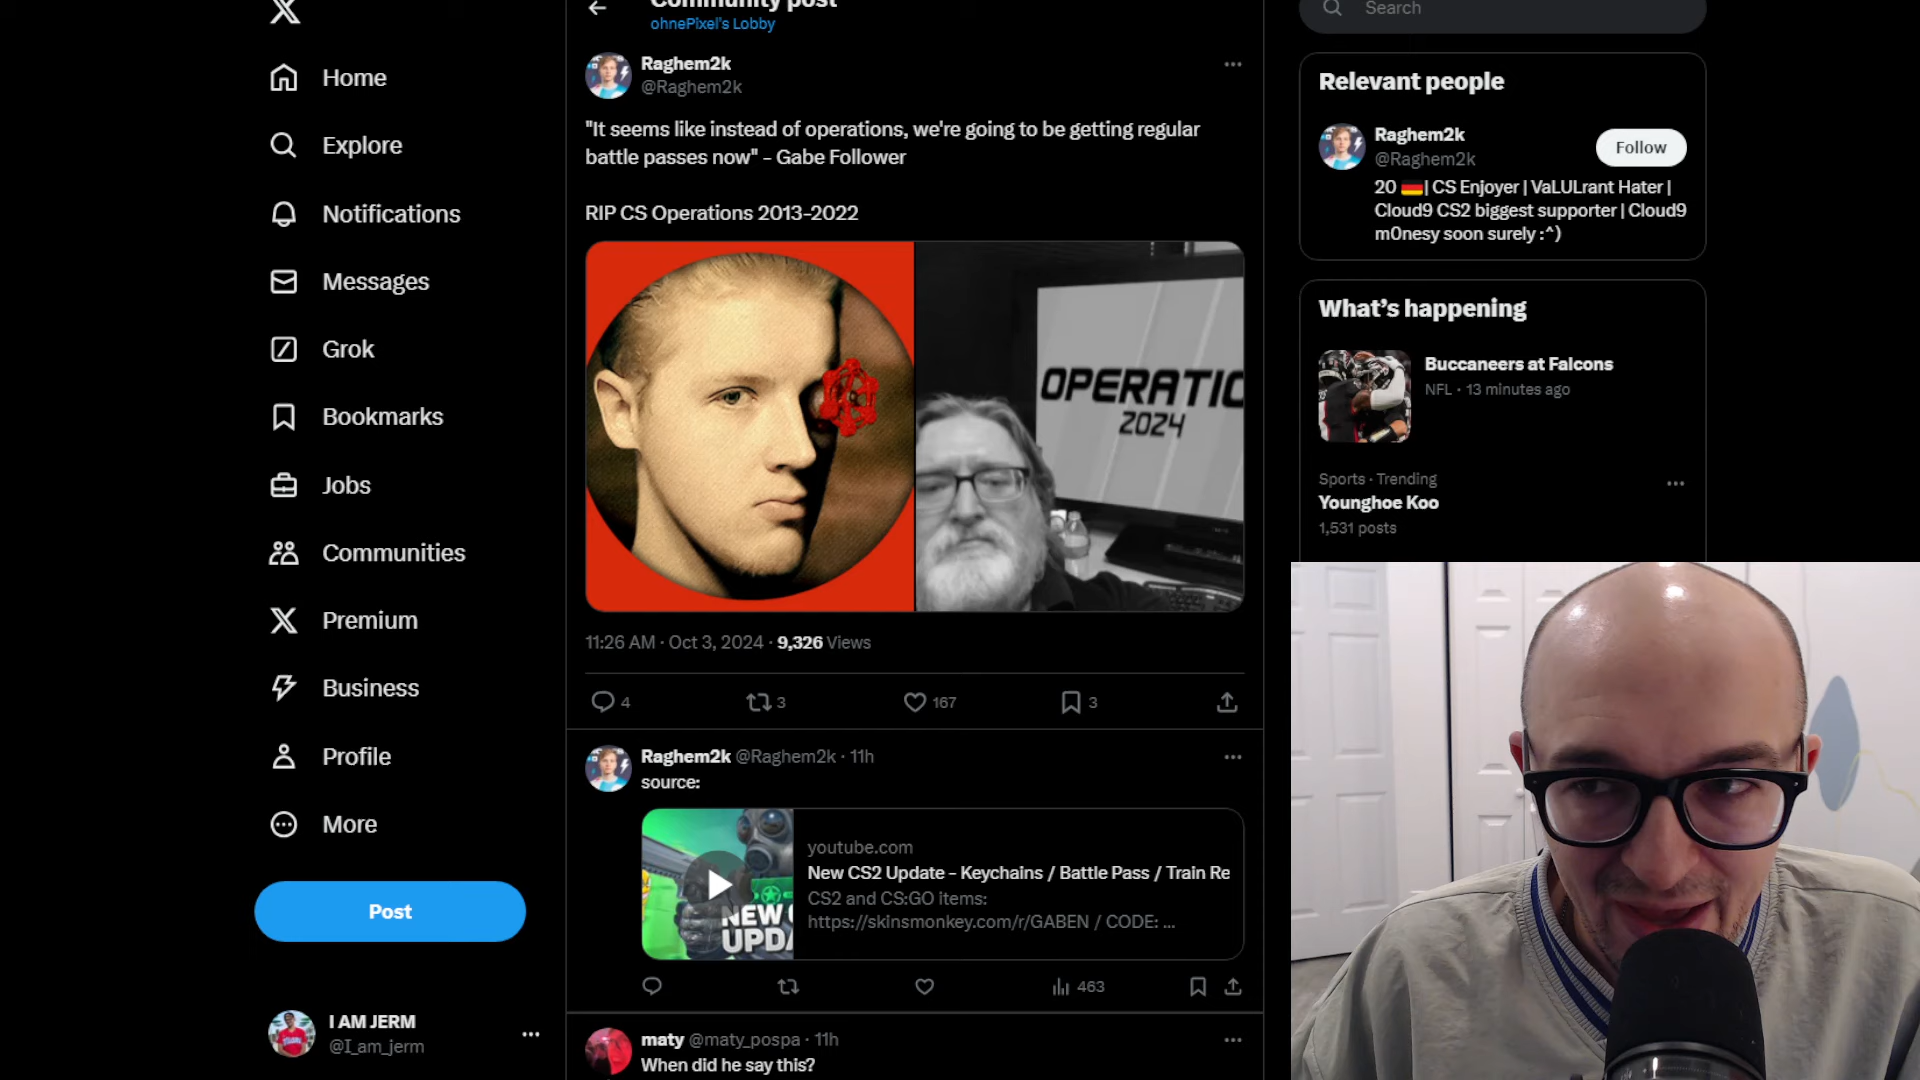 Home
Explore
Notifications
Messages
Grok
Bookmarks
Jobs
Communities
Premium
Business
Profile
More
Post
I AM JERM
@I_am_jerm
Community post
ohnePixel's Lobby
Raghem2k
@Raghem2k
"It seems like instead of operations, we're going to be getting regular
battle passes now" - Gabe Follower
RIP CS Operations 2013-2022
OPERATIO
2024
11:26 AM · Oct 3, 2024 · 9,326 Views
4
3
167
3
Raghem2k @Raghem2k · 11h
source:
NEW
UPDA
youtube.com
New CS2 Update - Keychains / Battle Pass / Train Re
CS2 and CS:GO items:
https://skinsmonkey.com/r/GABEN / CODE: ...
463
maty @maty_pospa · 11h
When did he say this?
Search
Relevant people
Raghem2k
@Raghem2k
Follow
20 🇩🇪| CS Enjoyer | VaLULrant Hater |
Cloud9 CS2 biggest supporter | Cloud9
m0nesy soon surely :^)
What's happening
Buccaneers at Falcons
NFL · 13 minutes ago
Sports · Trending
Younghoe Koo
1,531 posts